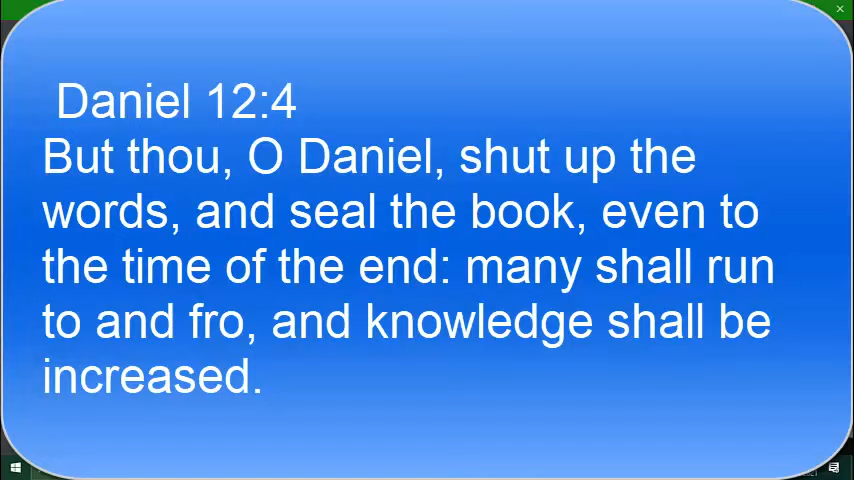 Daniel 12:4
But thou, O Daniel, shut up the
words, and seal the book, even to
the time of the end: many shall run
to and fro, and knowledge shall be
increased.